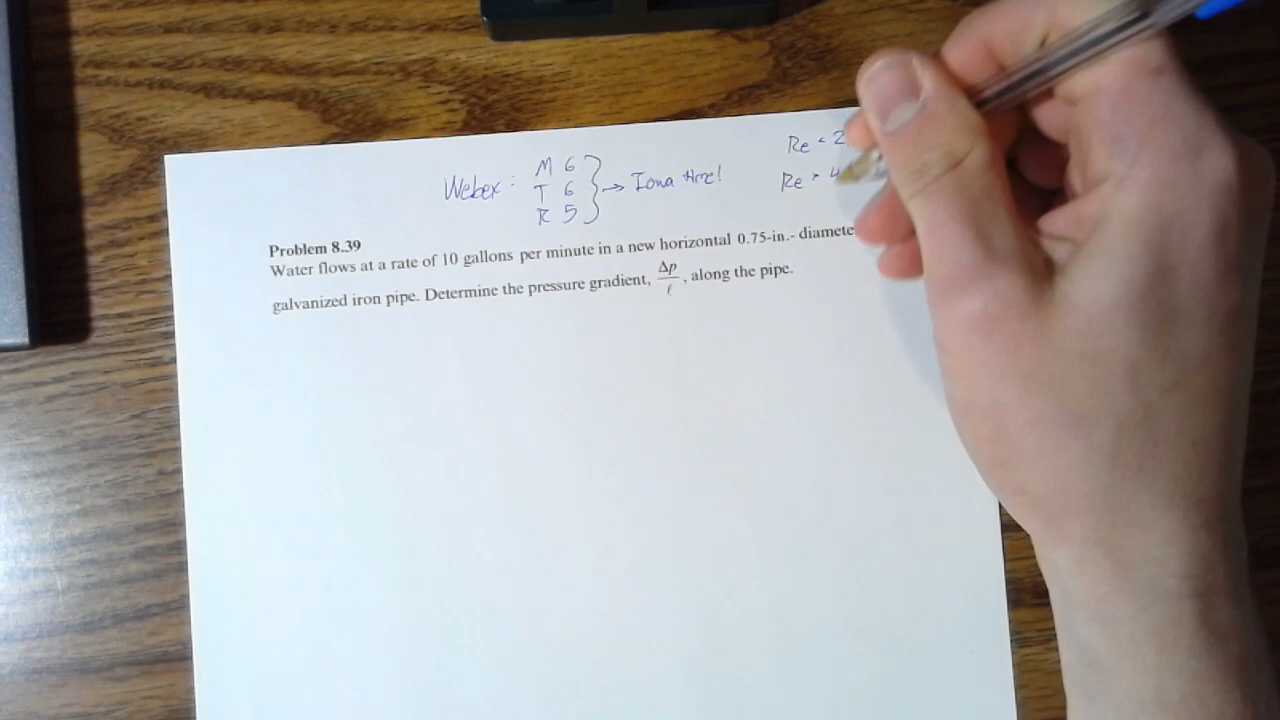 Re < 2
Webex: M 6
T 6
R 5
→ Iowa time!
Re > 4
Problem 8.39
Water flows at a rate of 10 gallons per minute in a new horizontal 0.75-in.- diamete
galvanized iron pipe. Determine the pressure gradient, Δp/ℓ, along the pipe.